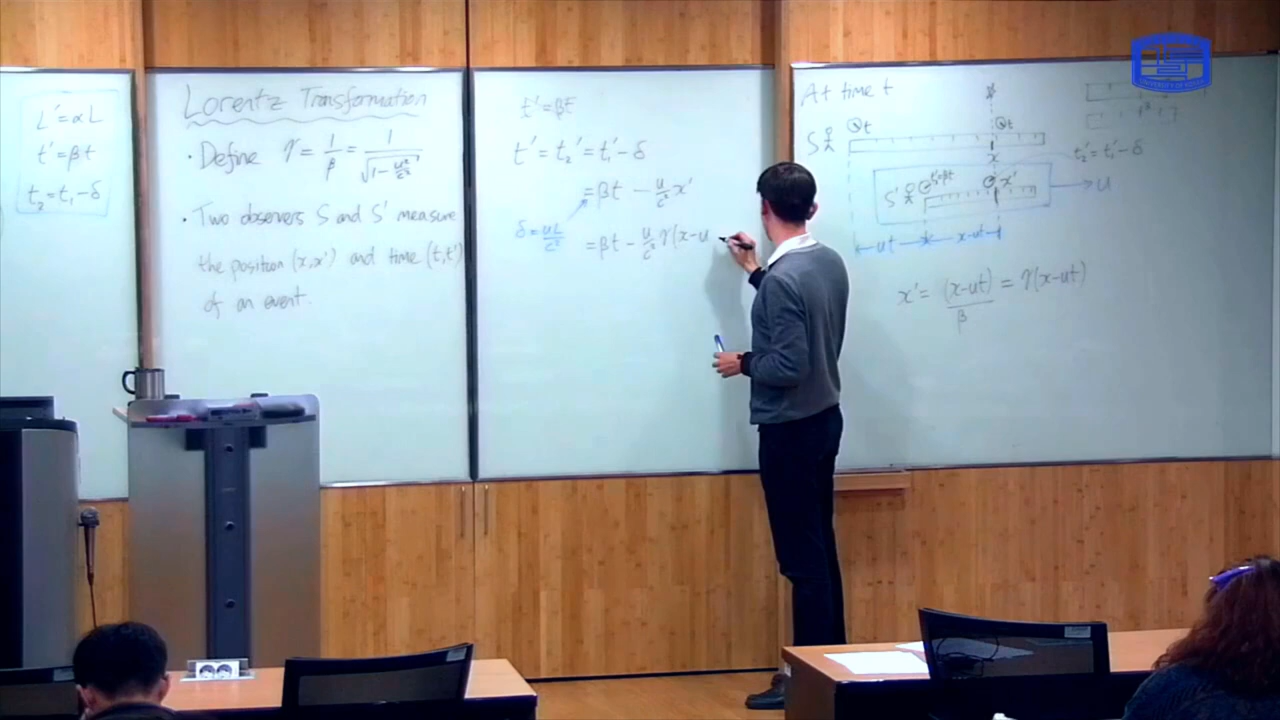 L' = αL
t' = βt
t₂' = t₁' - δ
Lorentz Transformation
• Define γ = 1/β = 1/√(1 - u²/c²)
• Two observers S and S' measure
the position (x,x') and time (t,t')
of an event.
t' = βt
t' = t₂' = t₁' - δ
= βt - u/c² x'
δ = uL/c²
= βt - u/c² γ(x-u
At time t
S
t
t
x
t₂' = t₁' - δ
S'
t₁'=βt
x'
u
ut
x-ut
x' = (x-ut)/β = γ(x-ut)